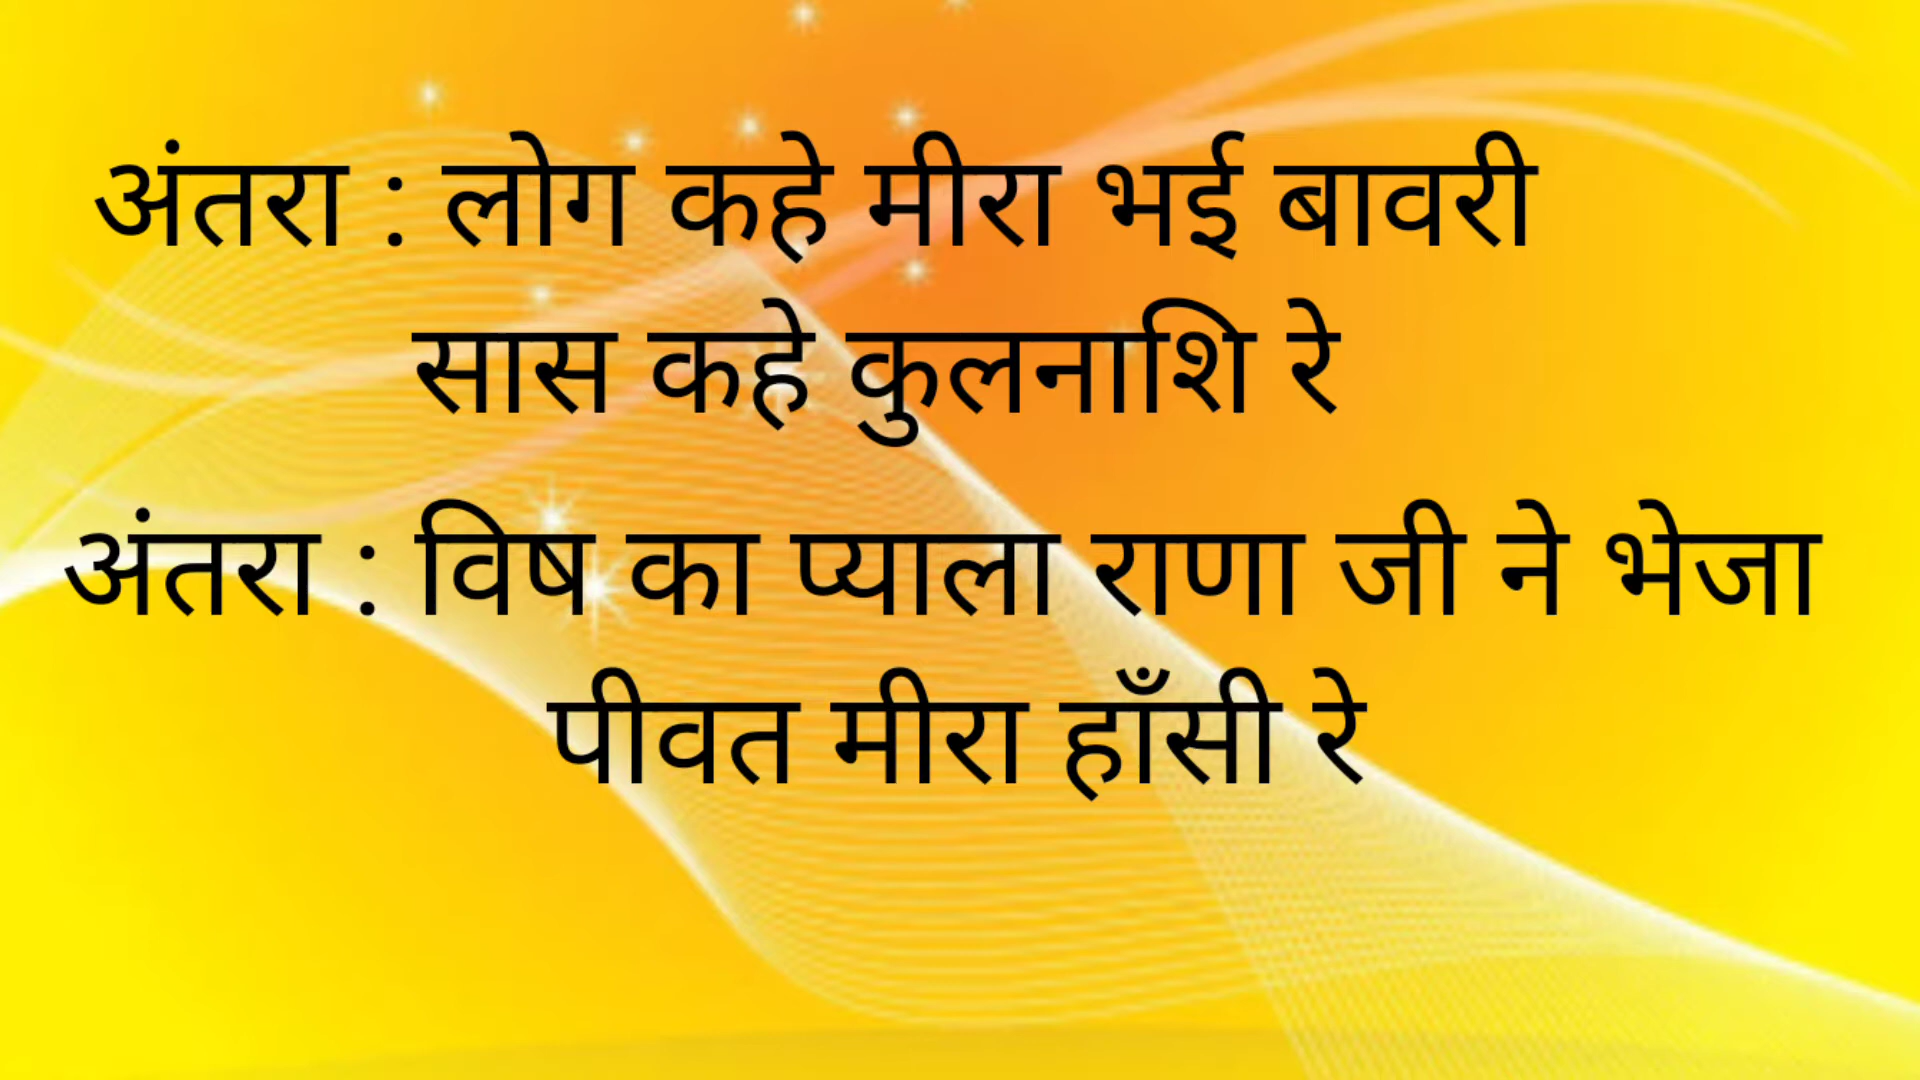 अंतरा : लोग कहे मीरा भई बावरी
सास कहे कुलनाशि रे
अंतरा : विष का प्याला राणा जी ने भेजा
पीवत मीरा हाँसी रे